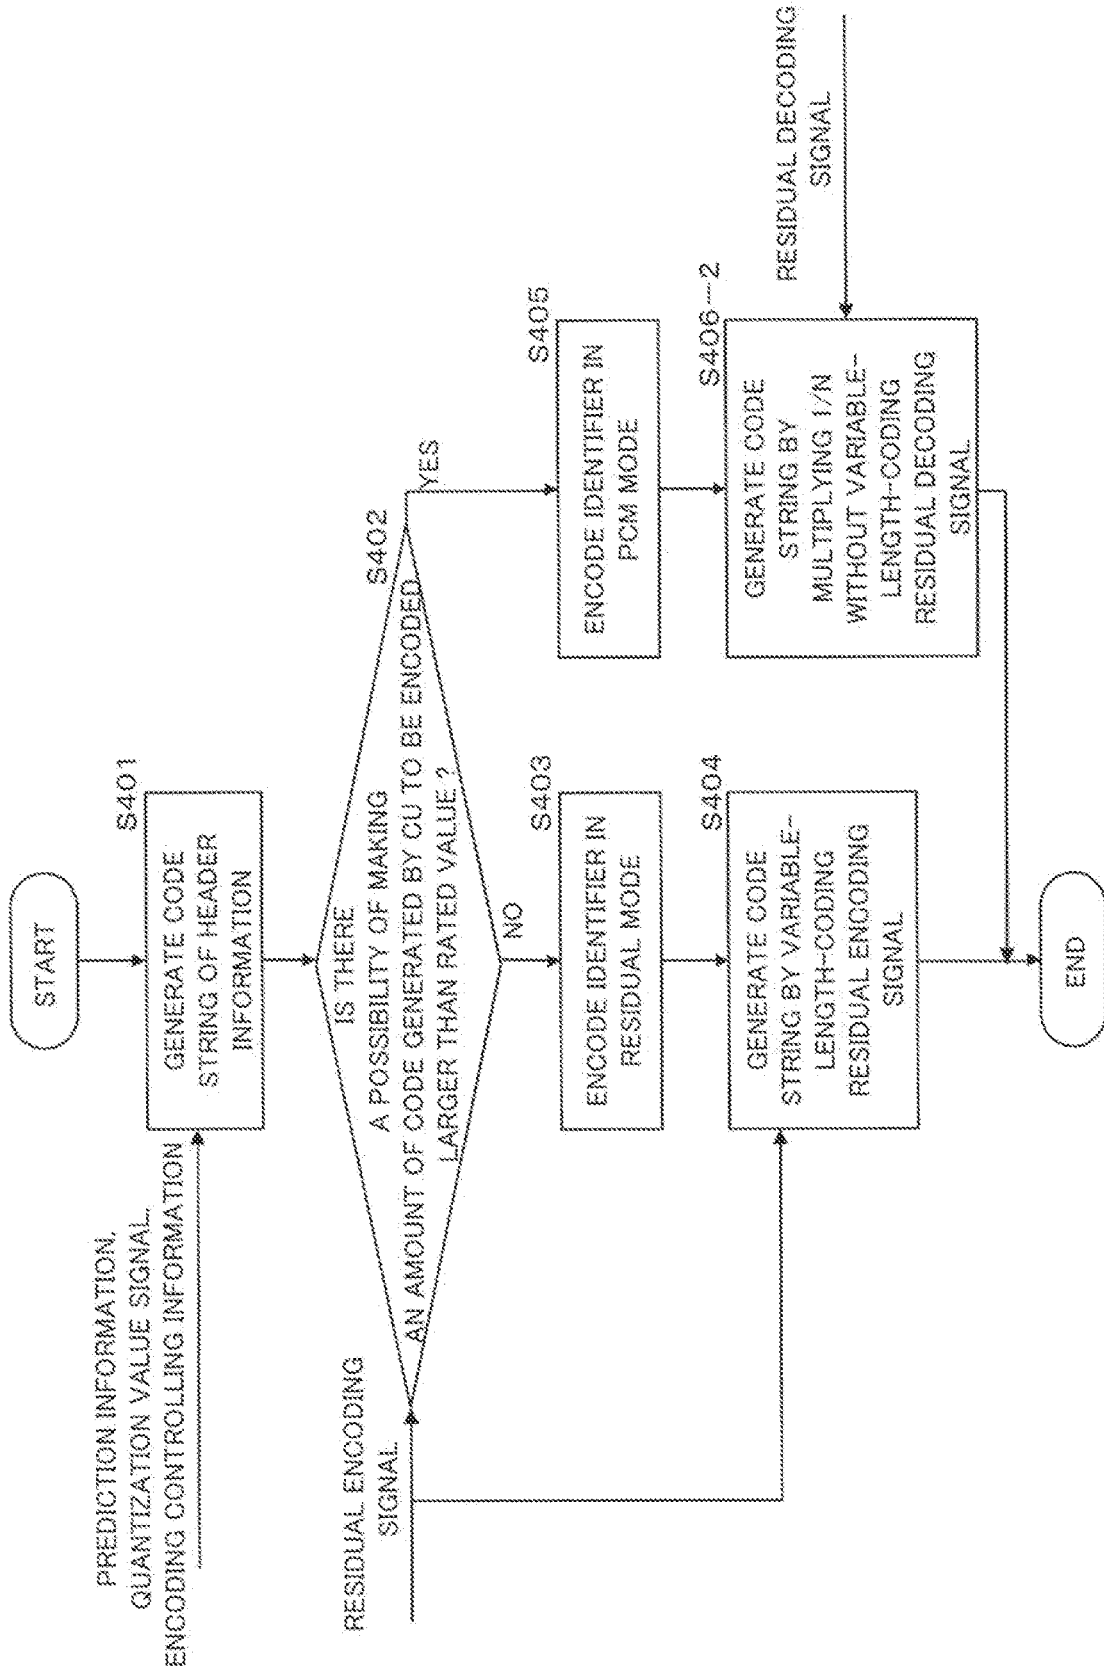 START
PREDICTION INFORMATION,
QUANTIZATION VALUE SIGNAL,
ENCODING CONTROLLING INFORMATION
S401
GENERATE CODE
STRING OF HEADER
INFORMATION
RESIDUAL ENCODING
SIGNAL
S402
IS THERE
A POSSIBILITY OF MAKING
AN AMOUNT OF CODE GENERATED BY CU TO BE ENCODED
LARGER THAN RATED VALUE ?
YES
NO
S403
ENCODE IDENTIFIER IN
RESIDUAL MODE
S405
ENCODE IDENTIFIER IN
PCM MODE
S404
GENERATE CODE
STRING BY VARIABLE-
LENGTH-CODING
RESIDUAL ENCODING
SIGNAL
S406-2
GENERATE CODE
STRING BY
MULTIPLYING 1/N
WITHOUT VARIABLE-
LENGTH-CODING
RESIDUAL DECODING
SIGNAL
RESIDUAL DECODING
SIGNAL
END